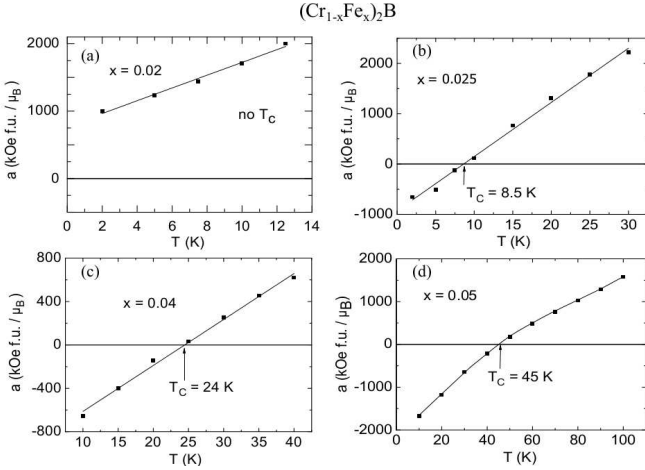 (Cr1-xFex)2B
(a)
x = 0.02
no TC
a (kOe f.u. / μB)
2000
1000
0
0 2 4 6 8 10 12 14
T (K)
(b)
x = 0.025
TC = 8.5 K
a (kOe f.u. / μB)
2000
1000
0
-1000
0 5 10 15 20 25 30
T (K)
(c)
x = 0.04
TC = 24 K
a (kOe f.u. / μB)
800
400
0
-400
-800
10 15 20 25 30 35 40
T (K)
(d)
x = 0.05
TC = 45 K
a (kOe f.u. / μB)
2000
1000
0
-1000
-2000
0 20 40 60 80 100
T (K)